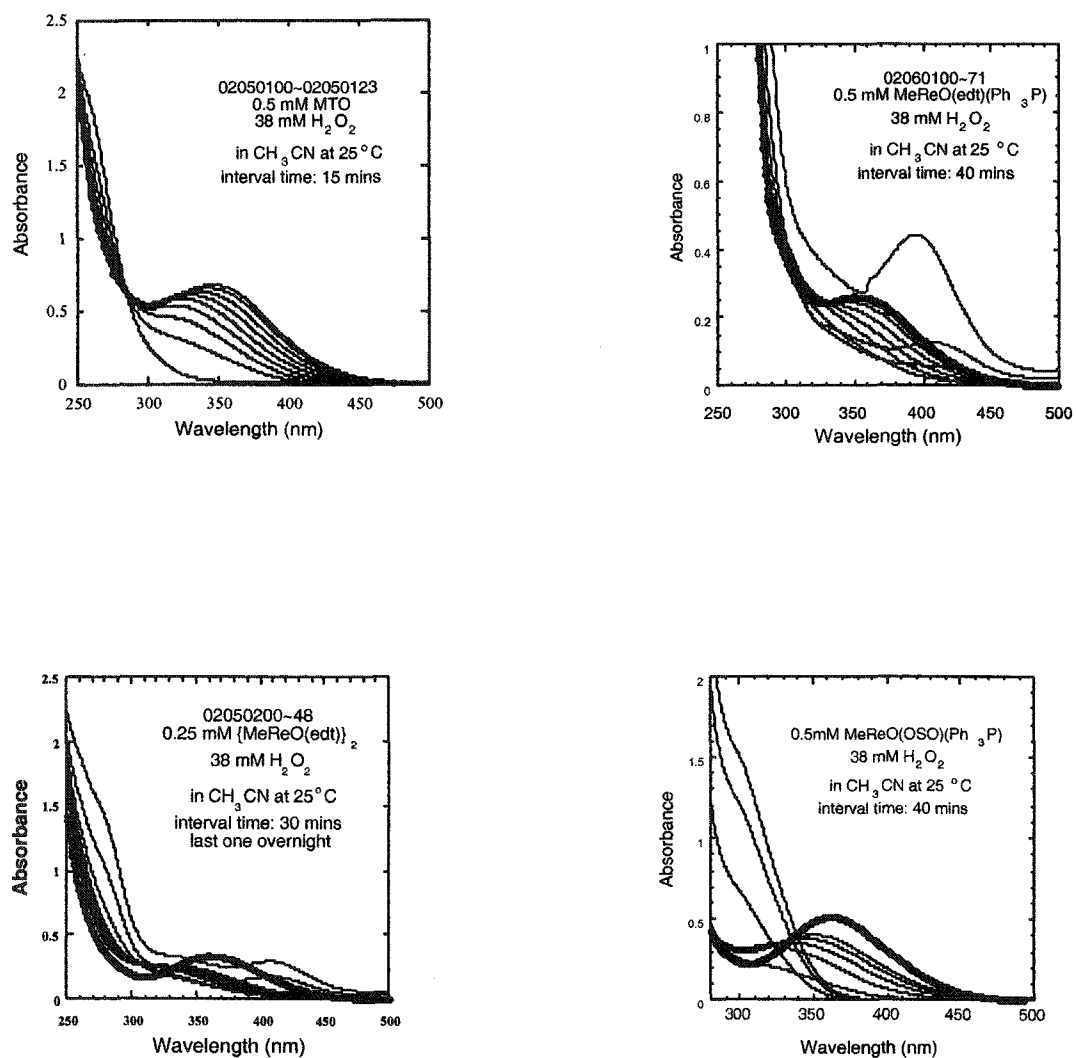 2.5
2
1.5
1
0.5
0
Absorbance
02050100~02050123
0.5 mM MTO
38 mM H2O2
in CH3CN at 25°C
interval time: 15 mins
250 300 350 400 450 500
Wavelength (nm)
1
0.8
0.6
0.4
0.2
0
Absorbance
02060100~71
0.5 mM MeReO(edt)(Ph3P)
38 mM H2O2
in CH3CN at 25 °C
interval time: 40 mins
250 300 350 400 450 500
Wavelength (nm)
2.5
2
1.5
1
0.5
0
Absorbance
02050200~48
0.25 mM {MeReO(edt)}2
38 mM H2O2
in CH3CN at 25°C
interval time: 30 mins
last one overnight
250 300 350 400 450 500
Wavelength (nm)
2
1.5
1
0.5
0
Absorbance
0.5mM MeReO(OSO)(Ph3P)
38 mM H2O2
in CH3CN at 25 °C
interval time: 40 mins
300 350 400 450 500
Wavelength (nm)